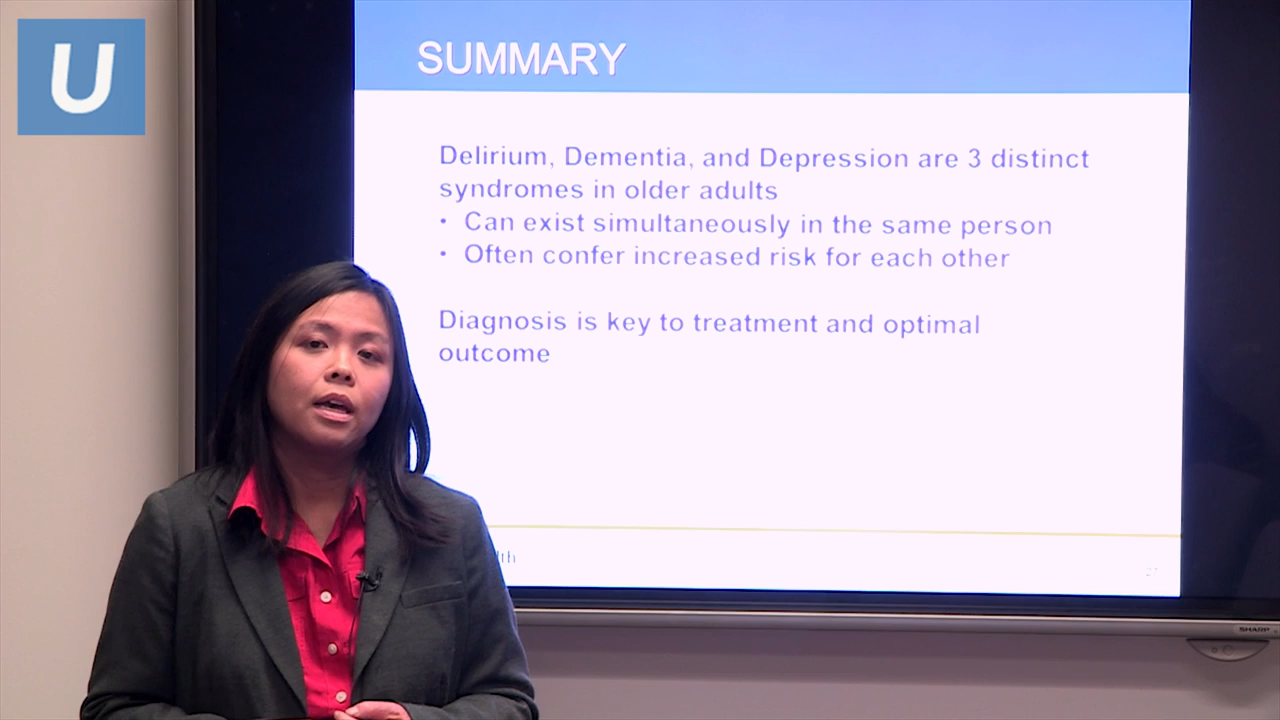 U
SUMMARY
Delirium, Dementia, and Depression are 3 distinct
syndromes in older adults
• Can exist simultaneously in the same person
• Often confer increased risk for each other
Diagnosis is key to treatment and optimal
outcome
SHARP